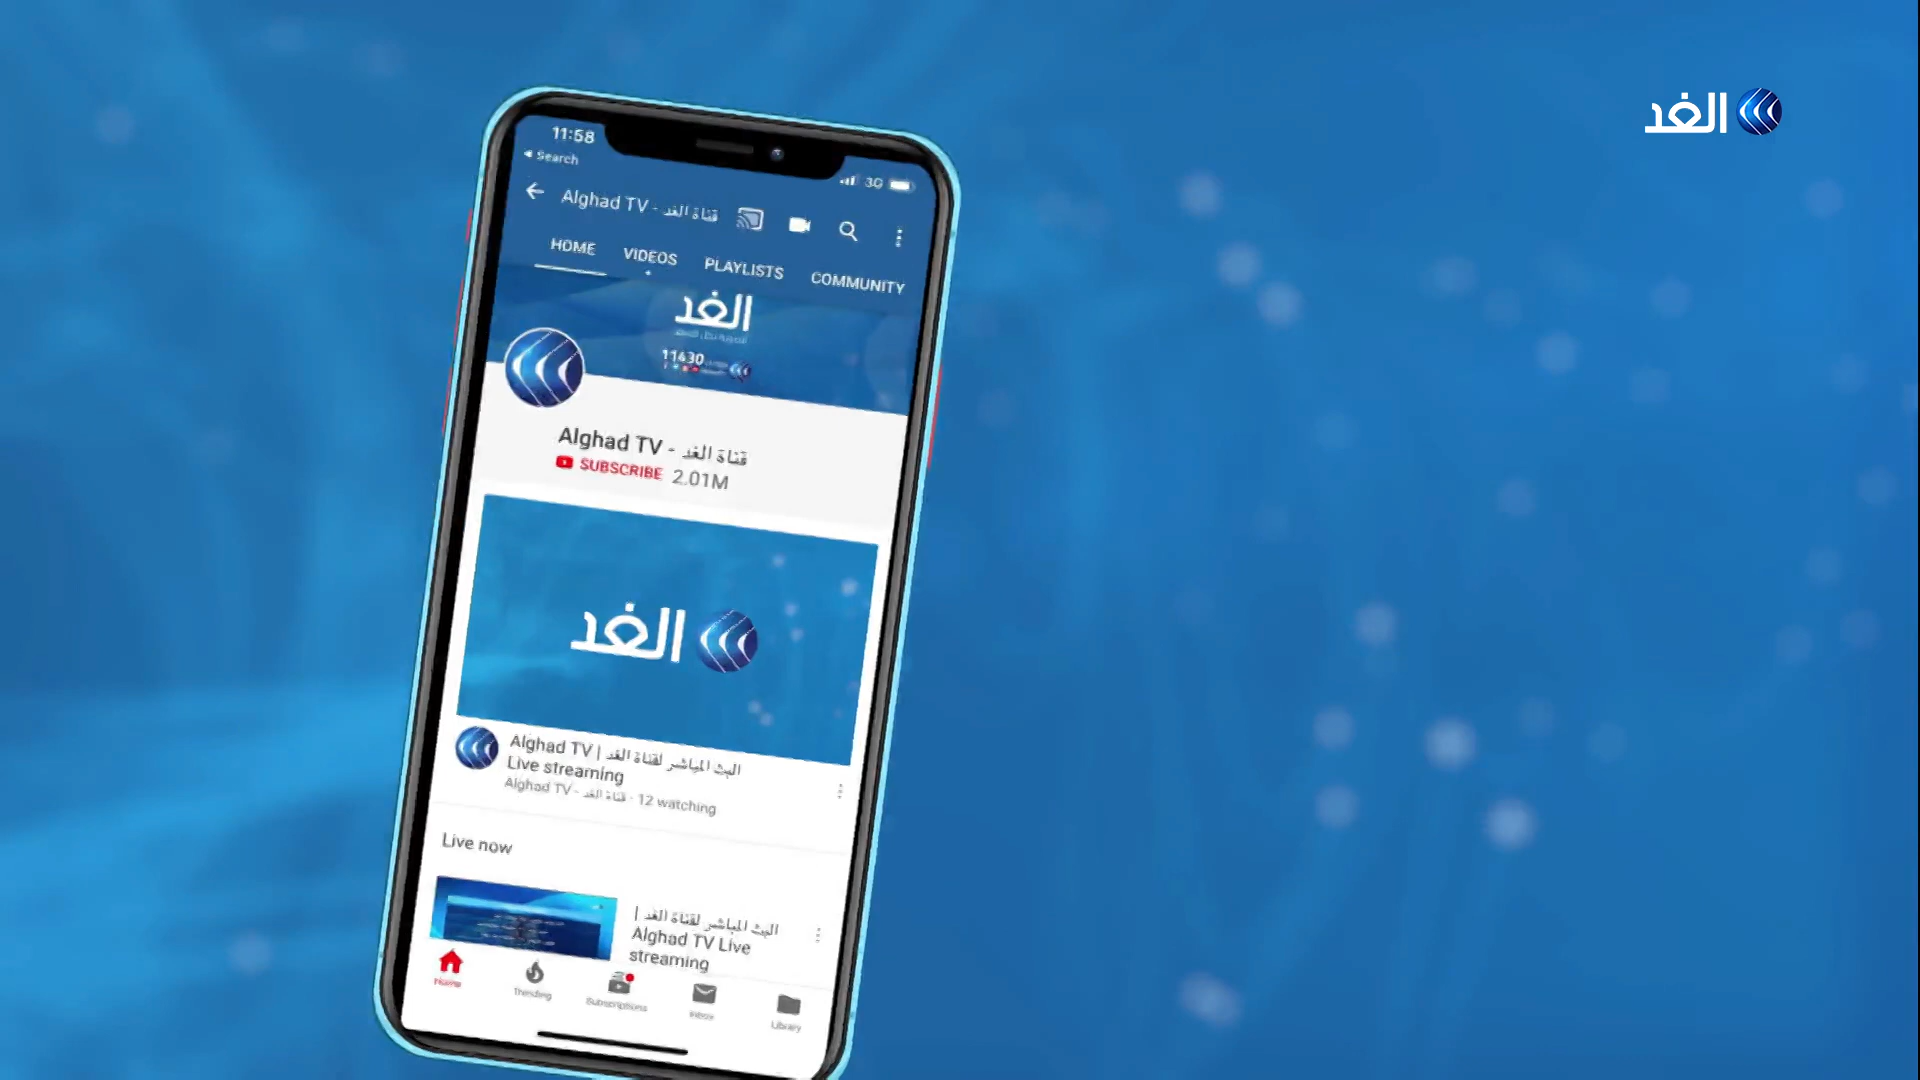 الغد
11:58
Search
3G
Alghad TV - قناة الغد
HOME VIDEOS PLAYLISTS COMMUNITY
الغد
11430
Alghad TV - قناة الغد
SUBSCRIBE 2.01M
الغد
Alghad TV | البث المباشر لقناة الغد
Live streaming
Alghad TV - قناة الغد · 12 watching
Live now
البث المباشر لقناة الغد |
Alghad TV Live
streaming
Home Trending Subscriptions Inbox Library